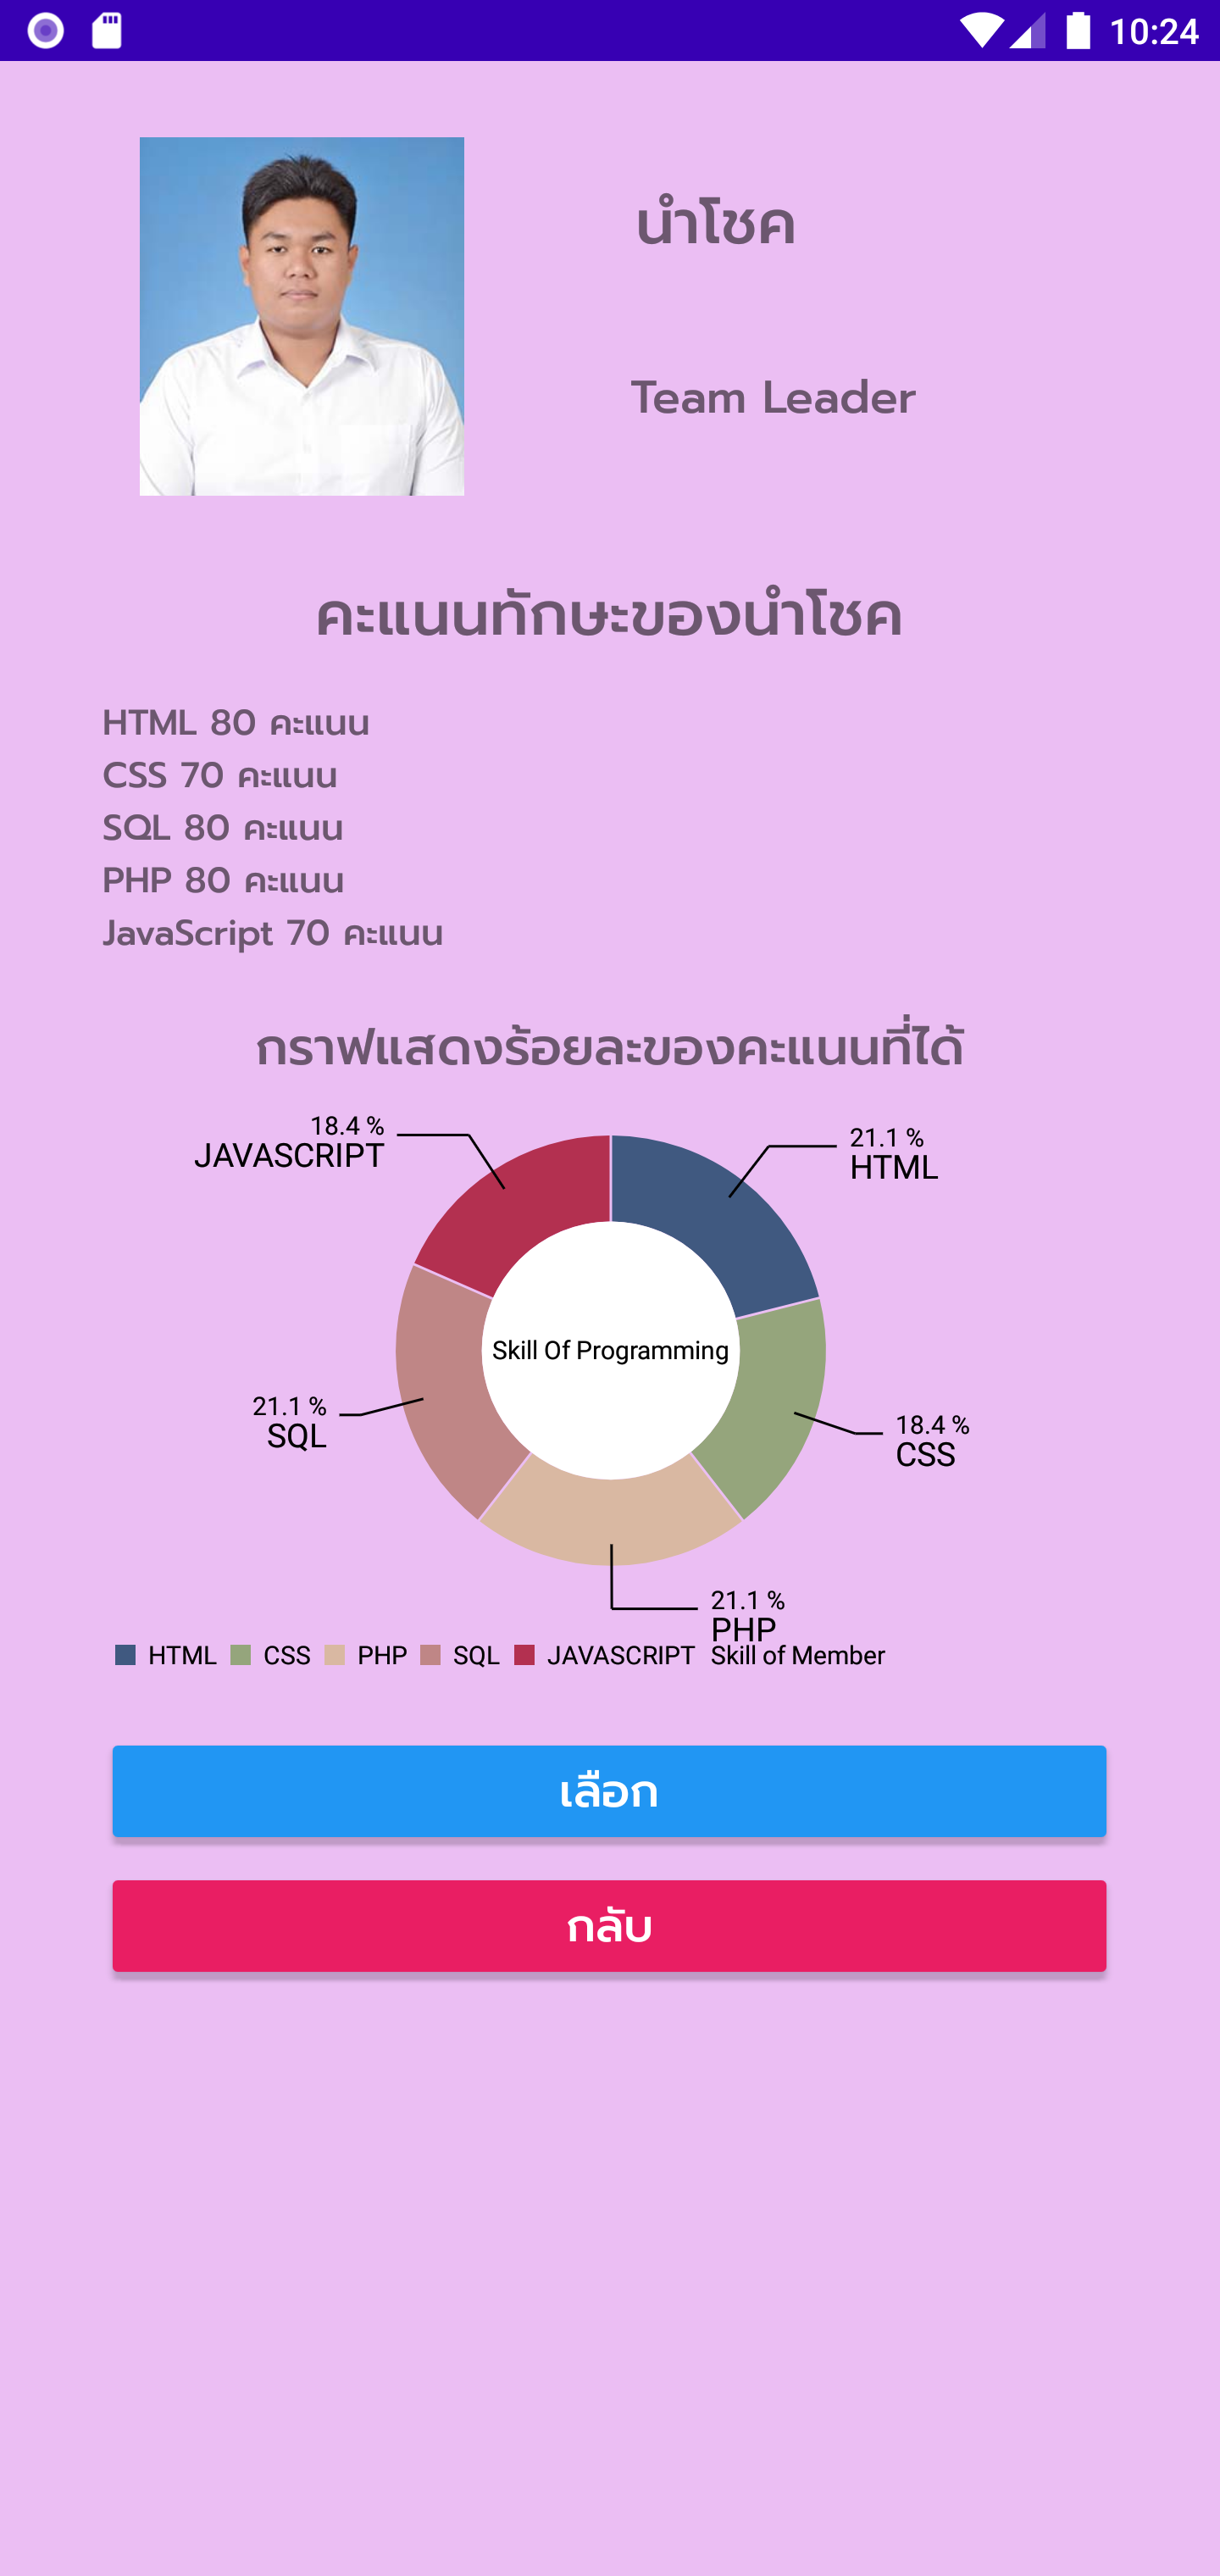 10:24
นำโชค
Team Leader
คะแนนทักษะของนำโชค
HTML 80 คะแนน
CSS 70 คะแนน
SQL 80 คะแนน
PHP 80 คะแนน
JavaScript 70 คะแนน
กราฟแสดงร้อยละของคะแนนที่ได้
18.4 %
JAVASCRIPT
21.1 %
HTML
Skill Of Programming
21.1 %
SQL
18.4 %
CSS
21.1 %
PHP
HTML CSS PHP SQL JAVASCRIPT Skill of Member
เลือก
กลับ